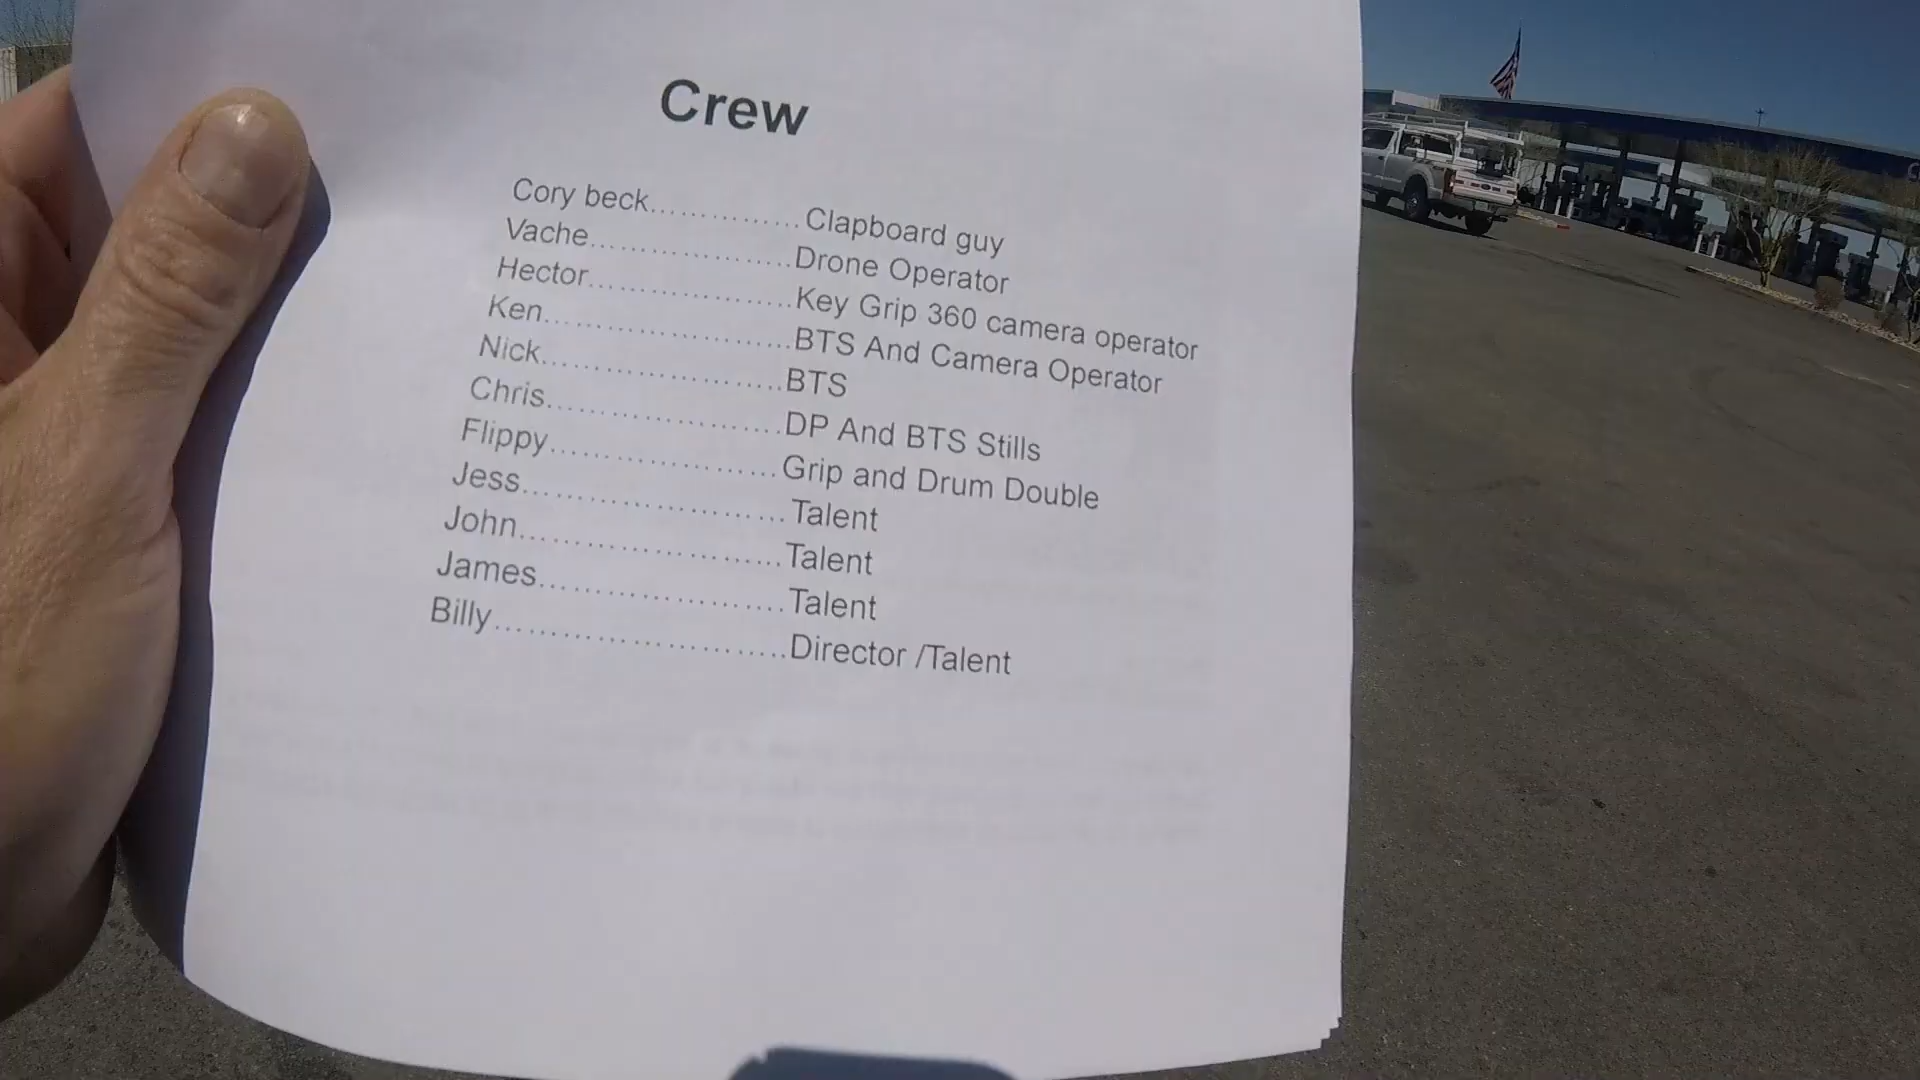 Crew
Cory beck...............Clapboard guy
Vache....................Drone Operator
Hector....................Key Grip 360 camera operator
Ken........................BTS And Camera Operator
Nick.......................BTS
Chris......................DP And BTS Stills
Flippy.....................Grip and Drum Double
Jess........................Talent
John........................Talent
James......................Talent
Billy..........................Director /Talent